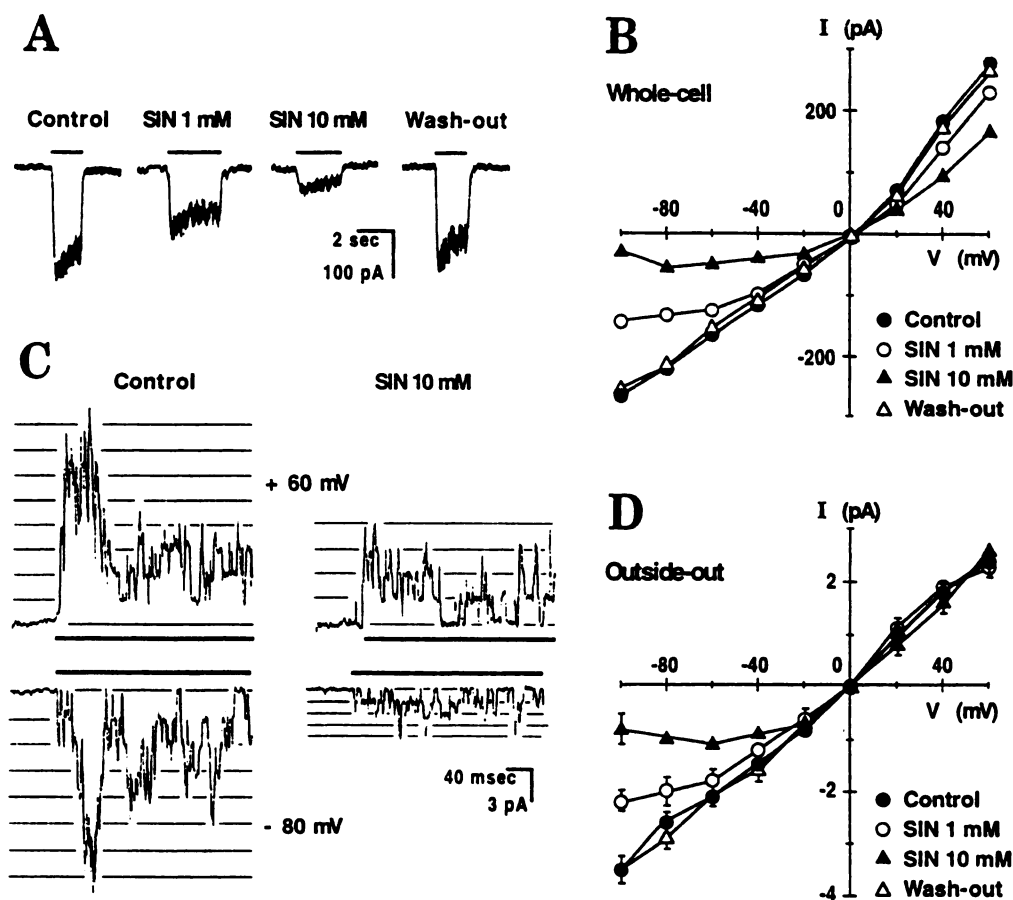 A
Control SIN 1 mM SIN 10 mM Wash-out
2 sec
100 pA
B
I (pA)
Whole-cell
200
-80 -40 0 40
V (mV)
-200
Control
SIN 1 mM
SIN 10 mM
Wash-out
C
Control SIN 10 mM
+ 60 mV
40 msec
3 pA
- 80 mV
D
I (pA)
Outside-out
2
-80 -40 0 40
V (mV)
-2
-4
Control
SIN 1 mM
SIN 10 mM
Wash-out